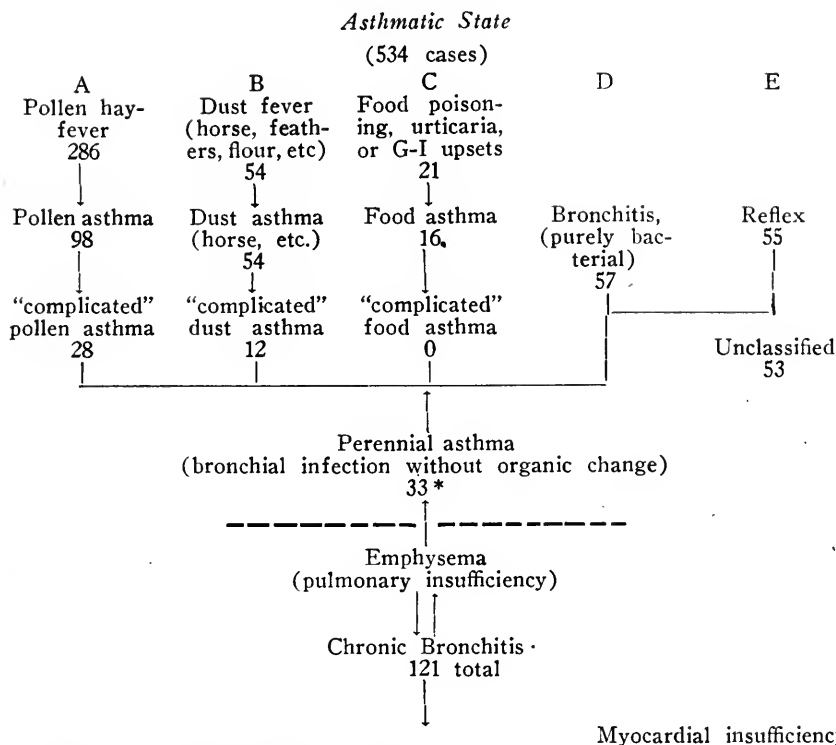 Asthmatic State
(534 cases)
A B C D E
Pollen hay- Dust fever Food poison-
fever (horse, feath- ing, urticaria,
286 ers, flour, etc) or G-I upsets
54 21
Pollen asthma Dust asthma Food asthma Bronchitis, Reflex
98 (horse, etc.) 16. (purely bac- 55
54 terial)
57
"complicated" "complicated" "complicated"
pollen asthma dust asthma food asthma Unclassified
28 12 0 53
Perennial asthma
(bronchial infection without organic change)
33 *
Emphysema
(pulmonary insufficiency)
Chronic Bronchitis
121 total
Myocardial insufficienc